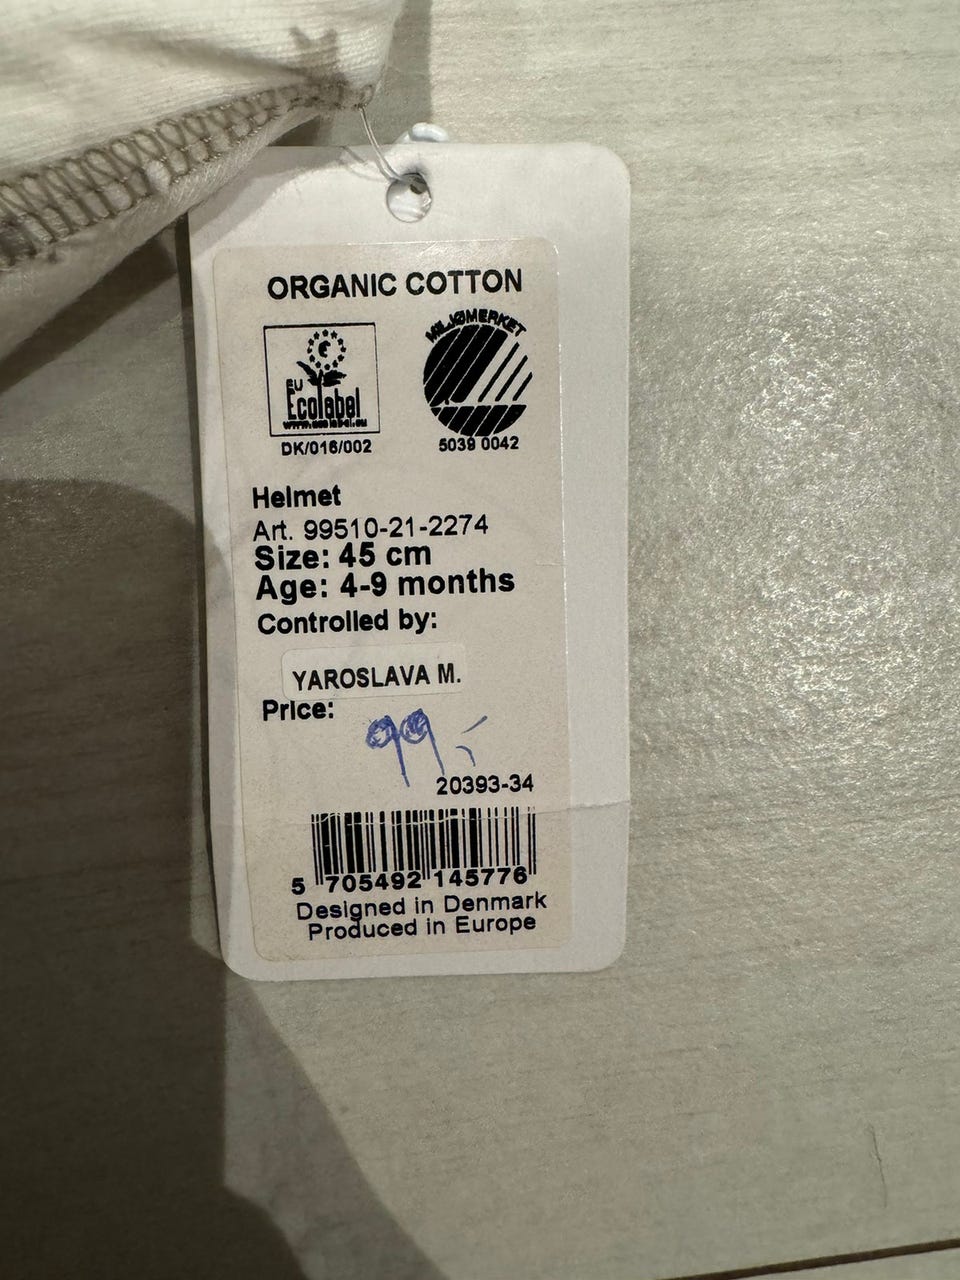 ORGANIC COTTON
MILJØMERKET
EU
Ecolabel
www.ecolabel.eu
DK/016/002
5039 0042
Helmet
Art. 99510-21-2274
Size: 45 cm
Age: 4-9 months
Controlled by:
YAROSLAVA M.
Price:
99,-
20393-34
5 705492 145776
Designed in Denmark
Produced in Europe